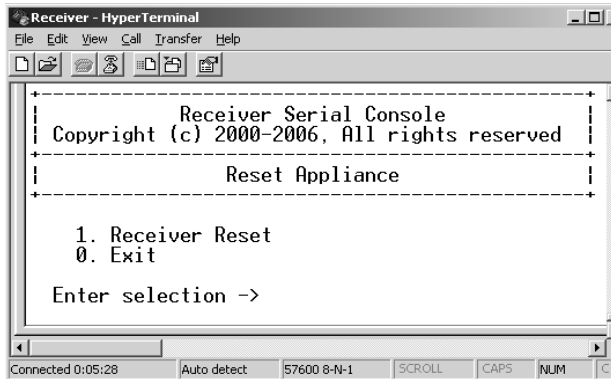 Receiver - HyperTerminal
File Edit View Call Transfer Help
Receiver Serial Console
Copyright (c) 2000-2006, All rights reserved
Reset Appliance
1. Receiver Reset
0. Exit
Enter selection ->
Connected 0:05:28 Auto detect 57600 8-N-1 SCROLL CAPS NUM